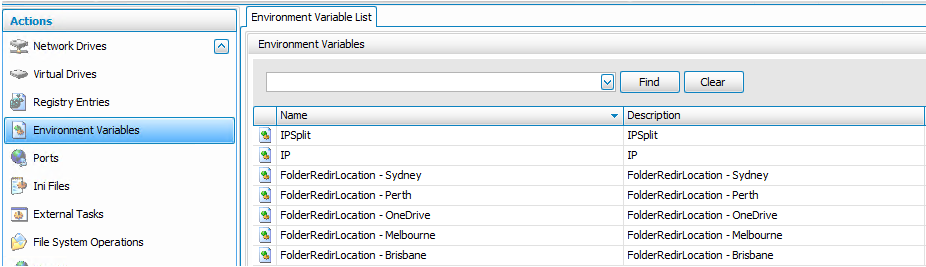 Actions
Network Drives
Virtual Drives
Registry Entries
Environment Variables
Ports
Ini Files
External Tasks
File System Operations
Environment Variable List
Environment Variables
Find Clear
Name Description
IPSplit IPSplit
IP IP
FolderRedirLocation - Sydney FolderRedirLocation - Sydney
FolderRedirLocation - Perth FolderRedirLocation - Perth
FolderRedirLocation - OneDrive FolderRedirLocation - OneDrive
FolderRedirLocation - Melbourne FolderRedirLocation - Melbourne
FolderRedirLocation - Brisbane FolderRedirLocation - Brisbane